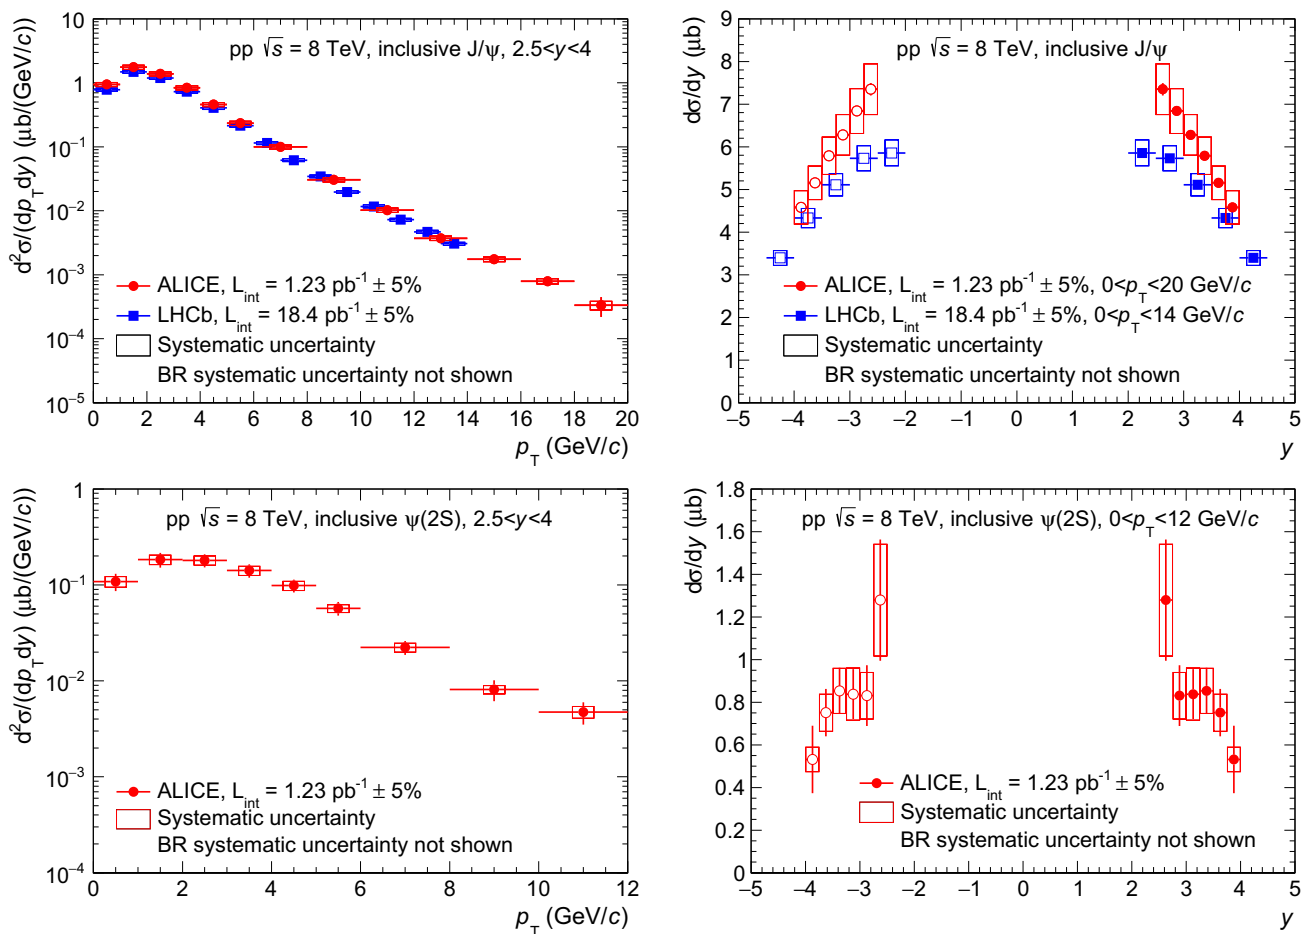 d²σ/(dp_T dy) (μb/(GeV/c))
10
1
10⁻¹
10⁻²
10⁻³
10⁻⁴
10⁻⁵
pp √s = 8 TeV, inclusive J/ψ, 2.5<y<4
ALICE, L_int = 1.23 pb⁻¹ ± 5%
LHCb, L_int = 18.4 pb⁻¹ ± 5%
Systematic uncertainty
BR systematic uncertainty not shown
0 2 4 6 8 10 12 14 16 18 20
p_T (GeV/c)
dσ/dy (μb)
9
8
7
6
5
4
3
2
1
0
pp √s = 8 TeV, inclusive J/ψ
ALICE, L_int = 1.23 pb⁻¹ ± 5%, 0<p_T<20 GeV/c
LHCb, L_int = 18.4 pb⁻¹ ± 5%, 0<p_T<14 GeV/c
Systematic uncertainty
BR systematic uncertainty not shown
−5 −4 −3 −2 −1 0 1 2 3 4 5
y
d²σ/(dp_T dy) (μb/(GeV/c))
1
10⁻¹
10⁻²
10⁻³
10⁻⁴
pp √s = 8 TeV, inclusive ψ(2S), 2.5<y<4
ALICE, L_int = 1.23 pb⁻¹ ± 5%
Systematic uncertainty
BR systematic uncertainty not shown
0 2 4 6 8 10 12
p_T (GeV/c)
dσ/dy (μb)
1.8
1.6
1.4
1.2
1
0.8
0.6
0.4
0.2
0
pp √s = 8 TeV, inclusive ψ(2S), 0<p_T<12 GeV/c
ALICE, L_int = 1.23 pb⁻¹ ± 5%
Systematic uncertainty
BR systematic uncertainty not shown
−5 −4 −3 −2 −1 0 1 2 3 4 5
y